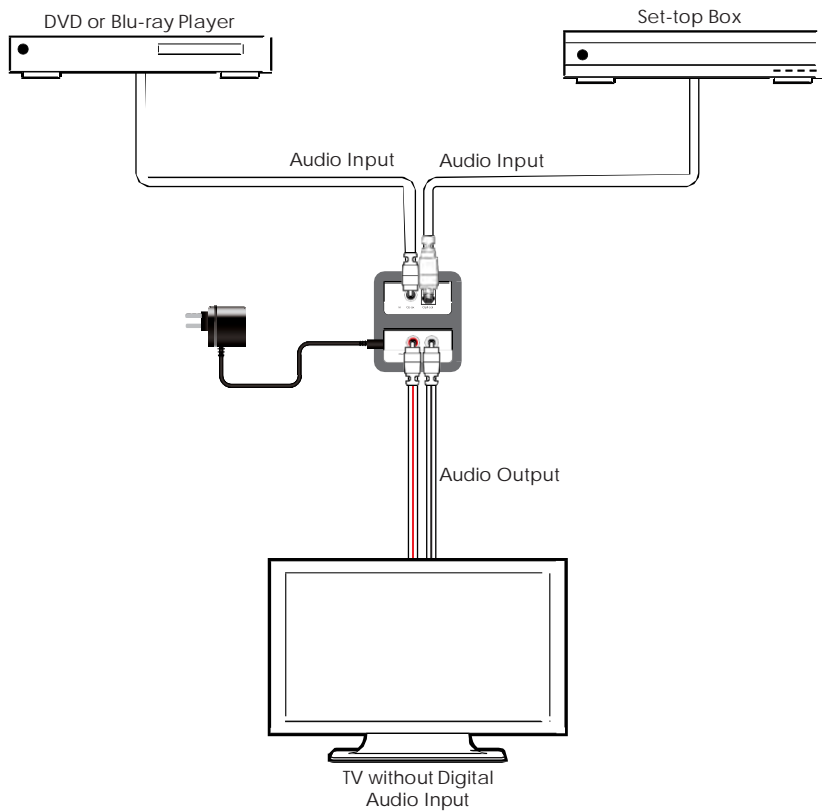 DVD or Blu-ray Player
Set-top Box
Audio Input
Audio Input
Audio Output
TV without Digital
Audio Input